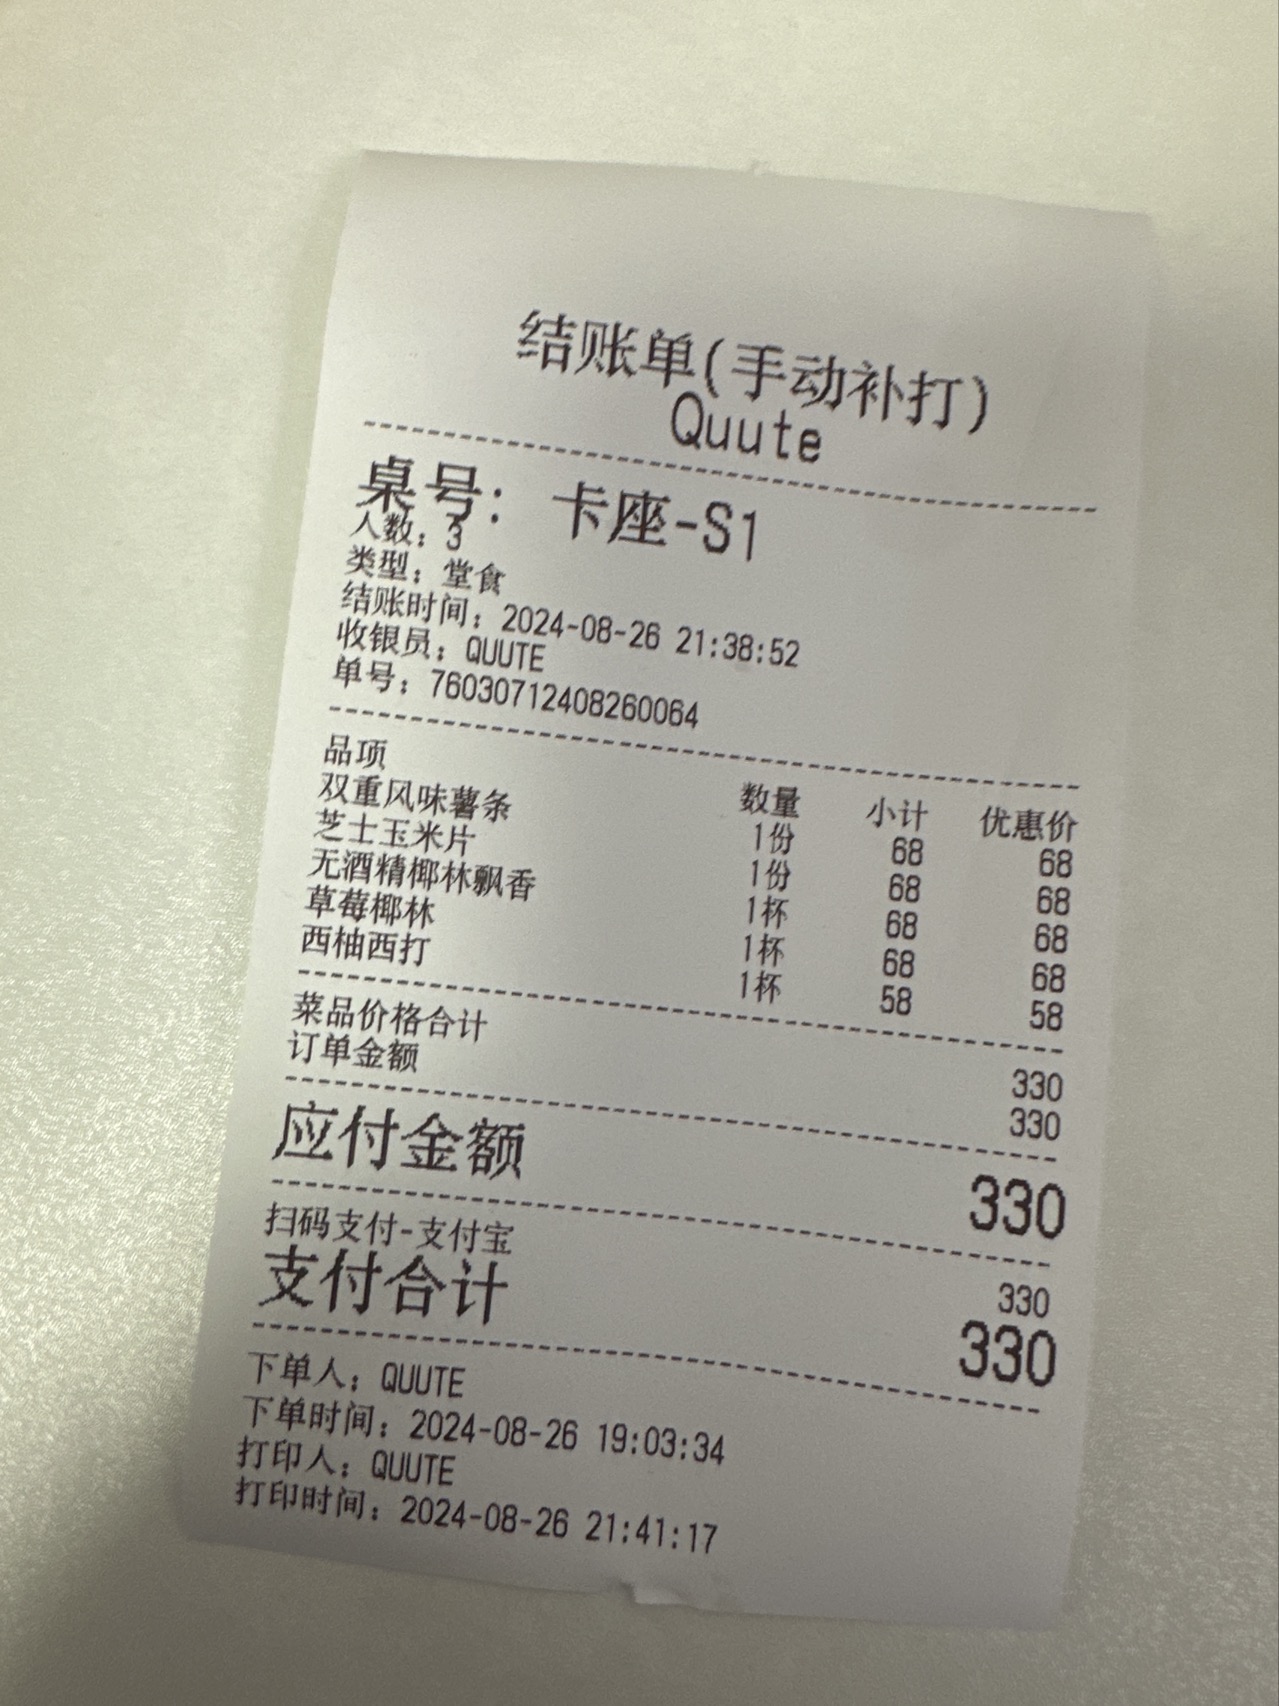 结账单(手动补打)
Quute
桌号: 卡座-S1
人数: 3
类型: 堂食
结账时间: 2024-08-26 21:38:52
收银员: QUUTE
单号: 76030712408260064
品项 数量 小计 优惠价
双重风味薯条 1份 68 68
芝士玉米片 1份 68 68
无酒精椰林飘香 1杯 68 68
草莓椰林 1杯 68 68
西柚西打 1杯 58 58
菜品价格合计 330
订单金额 330
应付金额 330
扫码支付-支付宝 330
支付合计 330
下单人: QUUTE
下单时间: 2024-08-26 19:03:34
打印人: QUUTE
打印时间: 2024-08-26 21:41:17